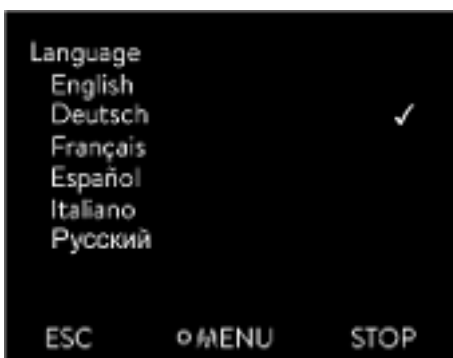 Language
English
Deutsch ✓
Français
Español
Italiano
Русский
ESC MENU STOP